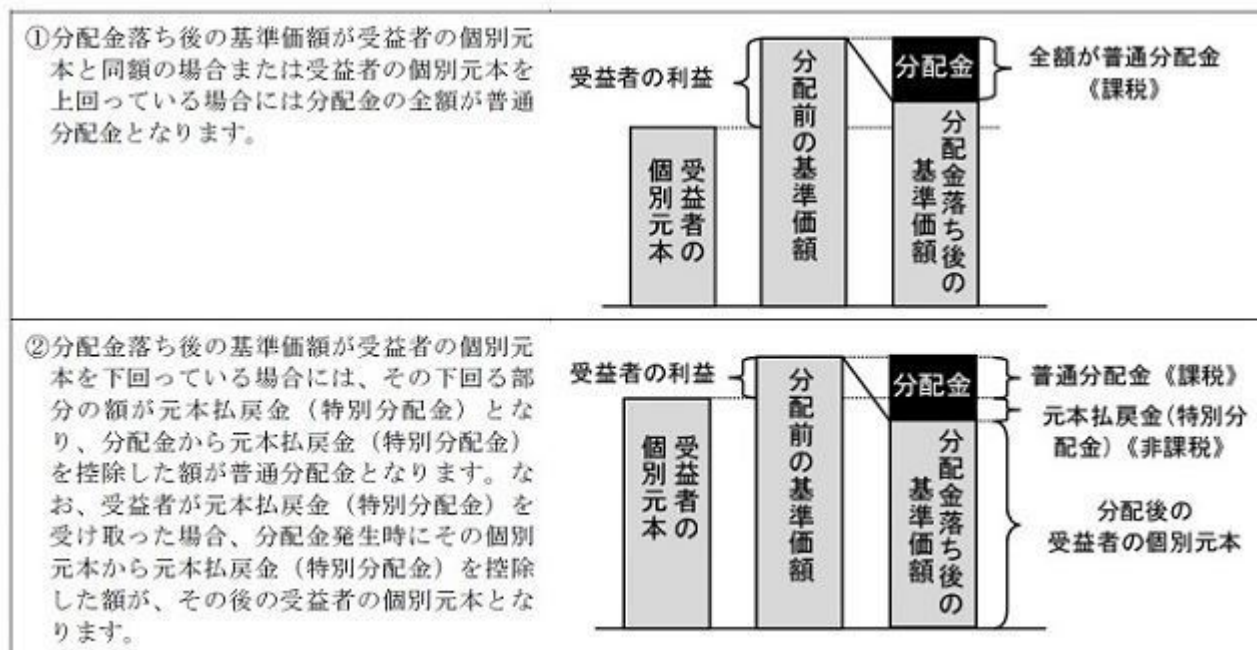 ①分配金落ち後の基準価額が受益者の個別元
本と同額の場合または受益者の個別元本を
上回っている場合には分配金の全額が普通
分配金となります。
受益者の利益
受益者の
個別元本
分配前の基準価額
分配金
分配金落ち後の
基準価額
全額が普通分配金
《課税》
②分配金落ち後の基準価額が受益者の個別元
本を下回っている場合には、その下回る部
分の額が元本払戻金（特別分配金）とな
り、分配金から元本払戻金（特別分配金）
を控除した額が普通分配金となります。な
お、受益者が元本払戻金（特別分配金）を
受け取った場合、分配金発生時にその個別
元本から元本払戻金（特別分配金）を控除
した額が、その後の受益者の個別元本とな
ります。
受益者の利益
受益者の
個別元本
分配前の基準価額
分配金
分配金落ち後の
基準価額
普通分配金《課税》
元本払戻金（特別分
配金）《非課税》
分配後の
受益者の個別元本